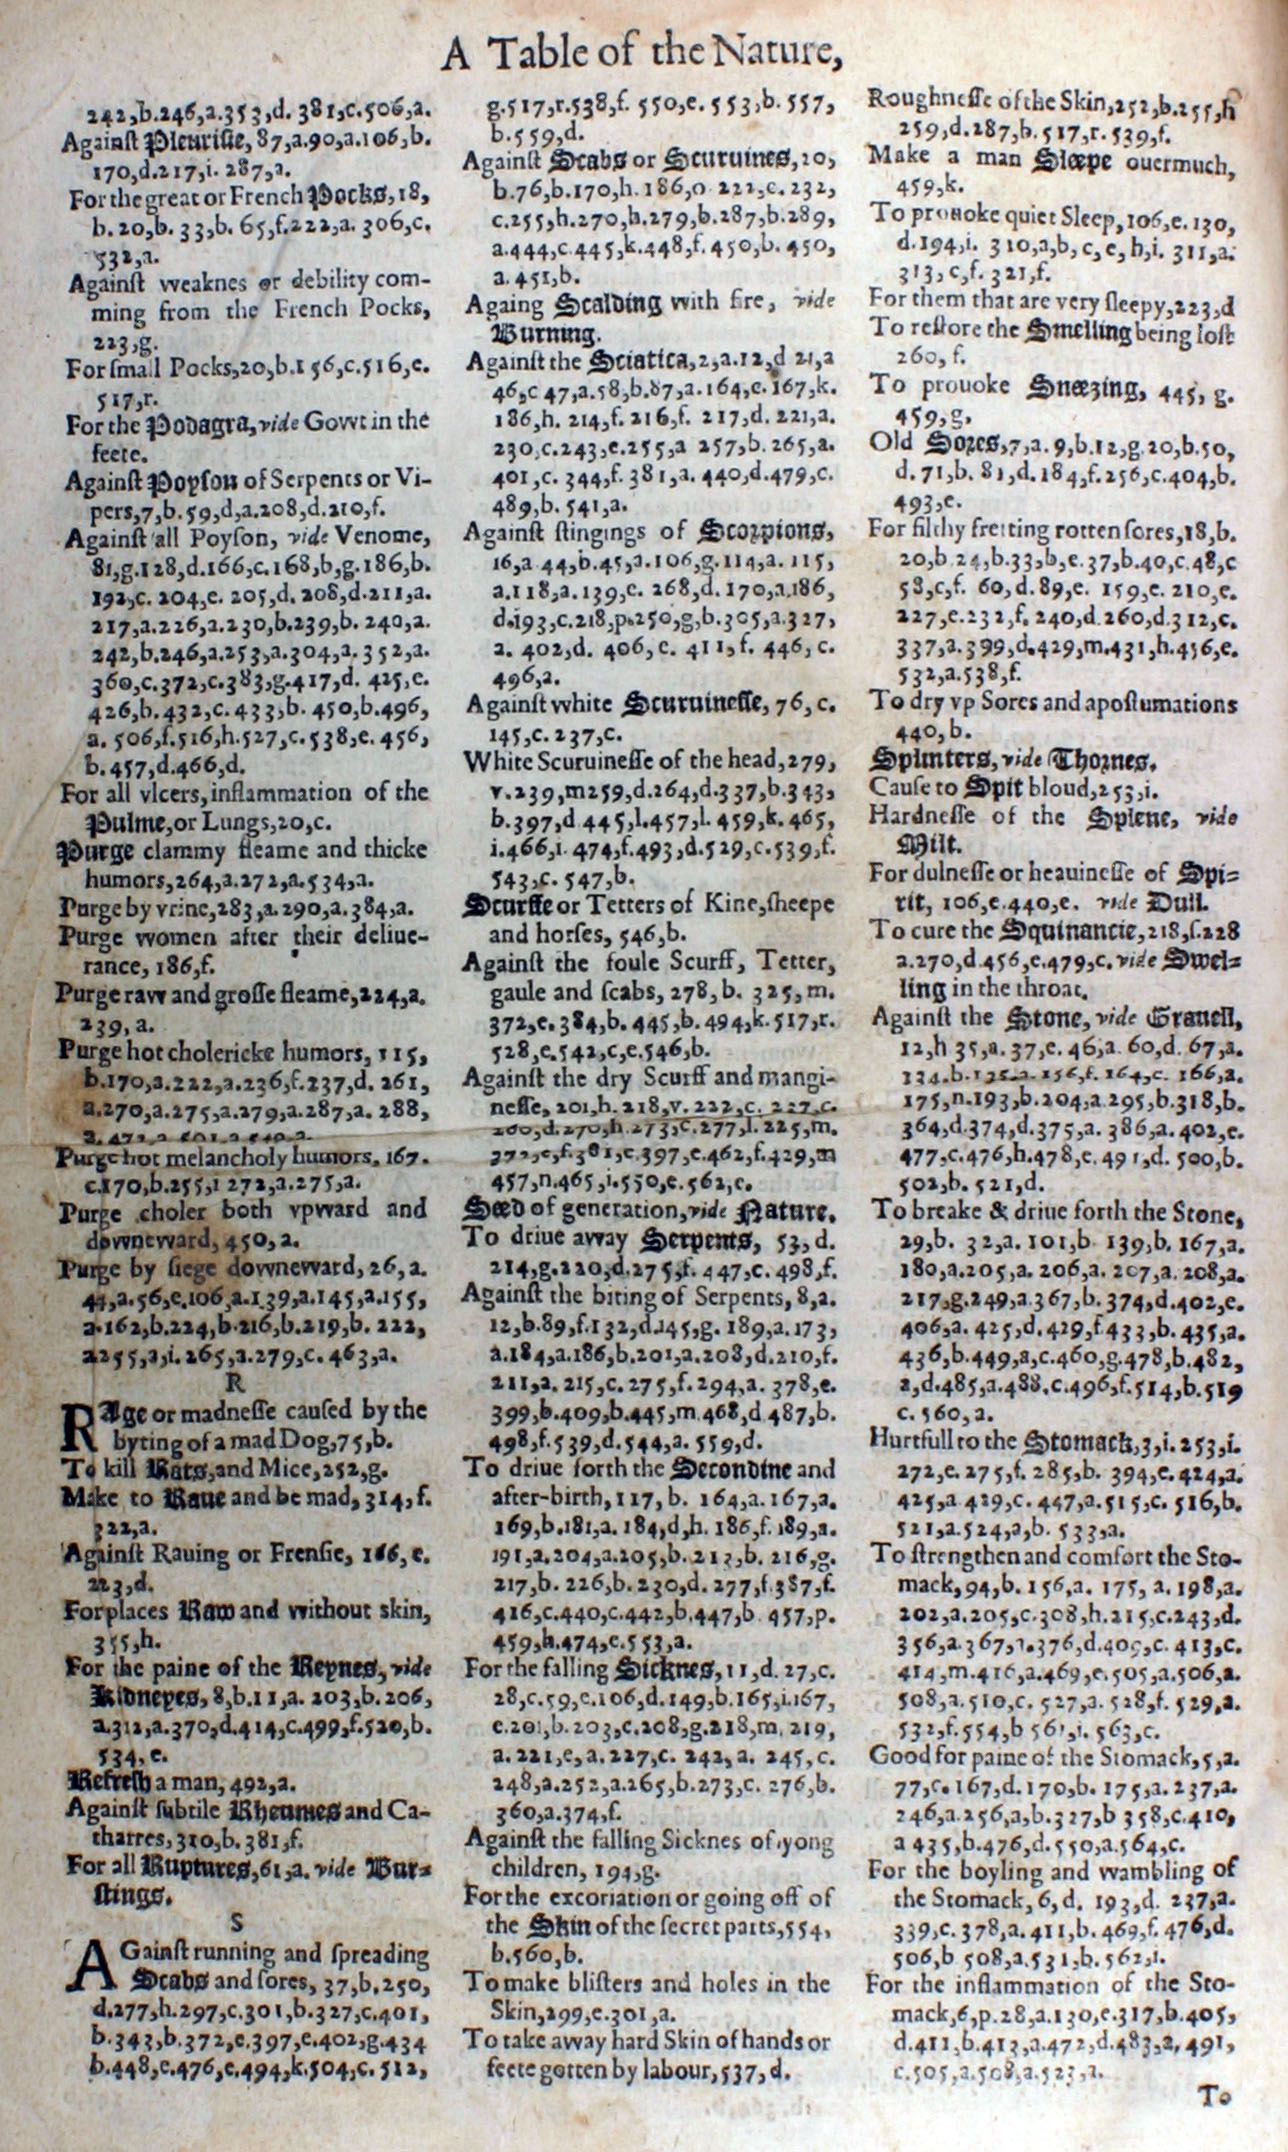 A Table of the Nature,
242,b.246,a.353,d. 381,c.506,a.
Againſt Pleuriſie, 87,a.90,a.106,b.
170,d.217,i. 287,a.
For the great or French Pocks, 18,
b. 20,b. 33,b. 65,f.222,a. 306,c.
532,a.
Againſt weaknes or debility com-
ming from the French Pocks,
223,g.
For ſmall Pocks,20,b.156,c.516,e.
517,r.
For the Podagra, vide Gowt in the
feete.
Againſt Poyſon of Serpents or Vi-
pers,7,b. 59,d,a.208,d.210,f.
Againſt all Poyſon, vide Venome,
81,g.128,d.166,c.168,b,g.186,b.
192,c. 204,e. 205,d. 208,d.211,a.
217,a.226,a.230,b.239,b. 240,a.
242,b.246,a.253,a.304,a. 352,a.
360,c.372,c.383,g.417,d. 425,e.
426,b. 432,c. 433,b. 450,b.496,
a. 506,f.516,h.527,c.538,e. 456,
b.457,d.466,d.
For all vlcers, inflammation of the
Pulme, or Lungs,20,c.
Purge clammy fleame and thicke
humors,264,a.272,a.534,a.
Purge by vrine,283,a.290,a.384,a.
Purge women after their deliue-
rance, 186,f.
Purge raw and groſſe fleame,224,a.
239, a.
Purge hot cholericke humors, 115,
b.170,a.222,a.236,f.237,d. 261,
a.270,a.275,a.279,a.287,a. 288,
Purge hot melancholy humors, 167.
c.170,b.255,i 272,a.275,a.
Purge choler both vpward and
downeward, 450, a.
Purge by ſiege downeward, 26, a.
44,a.56,e.106,a.139,a.145,a.155,
a.162,b.224,b.216,b.219,b. 222,
a.255,a,i. 265,a.279,c. 463,a.
R
RAge or madneſſe cauſed by the
byting of a mad Dog,75,b.
To kill Rats, and Mice,252,g.
Make to Raue and be mad, 314, f.
322,a.
Againſt Rauing or Frenſie, 166, e.
223,d.
For places Raw and without skin,
355,h.
For the paine of the Reynes, vide
Kidneyes, 8,b.11,a. 203,b. 206,
a.312,a.370,d.414,c.499,f.520,b.
534, e.
Refreſh a man, 492,a.
Againſt ſubtile Rheumes and Ca-
tharres,310,b. 381,f.
For all Ruptures,61,a. vide Bur-
ſtings.
S
AGainſt running and ſpreading
Scabs and ſores, 37,b.250,
d.277,h.297,c.301,b.327,c.401,
b.343,b.372,e.397,e.402,g.434
b.448,e.476,e.494,k.504,c. 512,
g.517,r.538,f. 550,e. 553,b. 557,
b.559,d.
Againſt Scabs or Scuruines,20,
b.76,b.170,h. 186,o 222,c. 232,
c.255,h.270,h.279,b.287,b.289,
a.444,c.445,k.448,f. 450,b. 450,
a. 451,b.
Againg Scalding with fire, vide
Burning.
Againſt the Sciatica,2,a.12,d 21,a
46,c 47,a.58,b.87,a.164,e.167,k.
186,h. 214,f. 216,f. 217,d. 221,a.
230,c.243,e.255,a 257,b.265,a.
401,c. 344,f. 381,a. 440,d.479,c.
489,b. 541,a.
Againſt ſtingings of Scorpions,
16,a 44,b.45,a.106,g.114,a. 115,
a.118,a.139,e. 268,d. 170,a.186,
d.193,c.218,p.250,g,b.305,a.327,
a. 402,d. 406, e. 411, f. 446, c.
496,a.
Againſt white Scuruineſſe, 76, c.
145,c. 237,c.
White Scuruineſſe of the head,279,
v.239,m259,d.264,d.337,b.343,
b.397,d 445,l.457,l. 459,k. 465,
i.466,i 474,f.493,d.529,c.539,f.
543,c. 547,b.
Scurffe or Tetters of Kine, ſheepe
and horſes, 546,b.
Againſt the foule Scurff, Tetter,
gaule and ſcabs, 278,b. 325,m.
372,e.384,b. 445,b. 494,k. 517,r.
528,e.542,c,e.546,b.
Againſt the dry Scurff and mangi-
neſſe, 201,h. 218,v. 222,c. 227,c.
260,d.270,h.273,c.277,l. 225,m.
372,e,f.381,c.397,e.462,f.429,m
457,n.465,i.550,e. 562,c.
Seed of generation, vide Nature.
To driue away Serpents, 53, d.
214,g.220,d.275,f. 447,c. 498,f.
Againſt the biting of Serpents, 8,a.
12,b.89,f.132,d.145,g. 189,a.173,
a.184,a.186,b.201,a.208,d.210,f.
211,a. 215,c. 275,f. 294,a. 378,e.
399,b.409,b.445,m 468,d 487,b.
498,f.539,d.544,a. 559,d.
To driue forth the Secondine and
after-birth, 117, b. 164,a.167,a.
169,b.181,a. 184,d,h. 186,f.189,a.
191,a.204,a.205,b. 213,b. 216,g.
217,b. 226,b. 230,d. 277,f 387,f.
416,c.440,c.442,b.447,b 457,p.
459,h.474,e.553,a.
For the falling Sicknes, 11,d. 27,c.
28,c.59,e.106,d.149,b.165,i.167,
e.201,b.203,c.208,g.218,m. 219,
a. 221,e,a. 227,c. 242, a. 245, c.
248,a.252,a.265,b.273,c. 276,b.
360,a.374,f.
Againſt the falling Sicknes of yong
children, 194,g.
For the excoriation or going off of
the Skin of the ſecret parts,554,
b.560,b.
To make bliſters and holes in the
Skin,299,e.301,a.
To take away hard Skin of hands or
feete gotten by labour,537,d.
Roughneſſe of the Skin,252,b.255,h
259,d.287,b. 517,r. 539,f.
Make a man Sleepe ouermuch,
459,k.
To prouoke quiet Sleep,106,e. 130,
d.194,i. 310,a,b, c, e, h, i. 311,a.
313, c,f. 321,f.
For them that are very ſleepy,223,d
To reſtore the Smelling being loſt
260, f.
To prouoke Sneezing, 445, g.
459,g.
Old Sores,7,a. 9,b.12,g.20,b.50,
d. 71,b. 81,d.184,f.256,c.404,b.
493,e.
For filthy fretting rotten ſores,18,b.
20,b 24,b.33,b,e.37,b.40,c.48,c
58,c,f. 60,d.89,e. 159,e. 210,e.
227,e.232,f. 240,d.260,d.312,c.
337,a.399,d.429,m.431,h.456,e.
532,a.538,f.
To dry vp Sores and apoſtumations
440,b.
Splinters, vide Thornes.
Cauſe to Spit bloud,253,i.
Hardneſſe of the Splene, vide
Milt.
For dulneſſe or heauineſſe of Spi-
rit, 106,e.440,e. vide Dull.
To cure the Squinancie,218,ſ.228
a.270,d.456,e.479,c. vide Swel-
ling in the throat.
Againſt the Stone, vide Grauell,
12,h 35,a. 37,e. 46,a. 60,d. 67,a.
134.b.135.a.156,f. 164,c. 166,a.
175,n.193,b.204,a.295,b.318,b.
364,d.374,d.375,a. 386,a. 402,e.
477,c.476,h.478,e. 491,d. 500,b.
502,b. 521,d.
To breake & driue forth the Stone,
29,b. 32,a. 101,b 139,b. 167,a.
180,a.205,a. 206,a. 207,a. 208,a.
217,g.249,a.367,b. 374,d.402,e.
406,a. 425,d. 429,f.433,b. 435,a.
436,b.449,a,c.460,g.478,b.482,
a,d.485,a.488,c.496,f.514,b.519
c. 560,a.
Hurtfull to the Stomack,3,i. 253,i.
272,e. 275,f. 285,b. 394,e. 424,a.
425,a 429,c. 447,a.515,c. 516,b.
521,a.524,a,b. 533,a.
To ſtrengthen and comfort the Sto-
mack,94,b. 156,a. 175, a. 198,a.
202,a.205,c.308,h.215,c.243,d.
356,a.367,a.376,d.409,c. 413,c.
414,m.416,a.469,e.505,a.506,a.
508,a.510,c. 527,a. 528,f. 529,a.
532,f.554,b 561,i. 563,c.
Good for paine of the Stomack,5,a.
77,c. 167,d. 170,b. 175,a. 237,a.
246,a.256,a,b.327,b 358,c.410,
a 435,b.476,d.550,a.564,c.
For the boyling and wambling of
the Stomack, 6,d. 193,d. 237,a.
339,c. 378,a. 411,b. 469,f. 476,d.
506,b 508,a.531,b. 562,i.
For the inflammation of the Sto-
mack,6,p.28,a.130,e.317,b.405,
d.411,b.413,a.472,d.483,a. 491,
c.505,a.508,a.523,a.
To